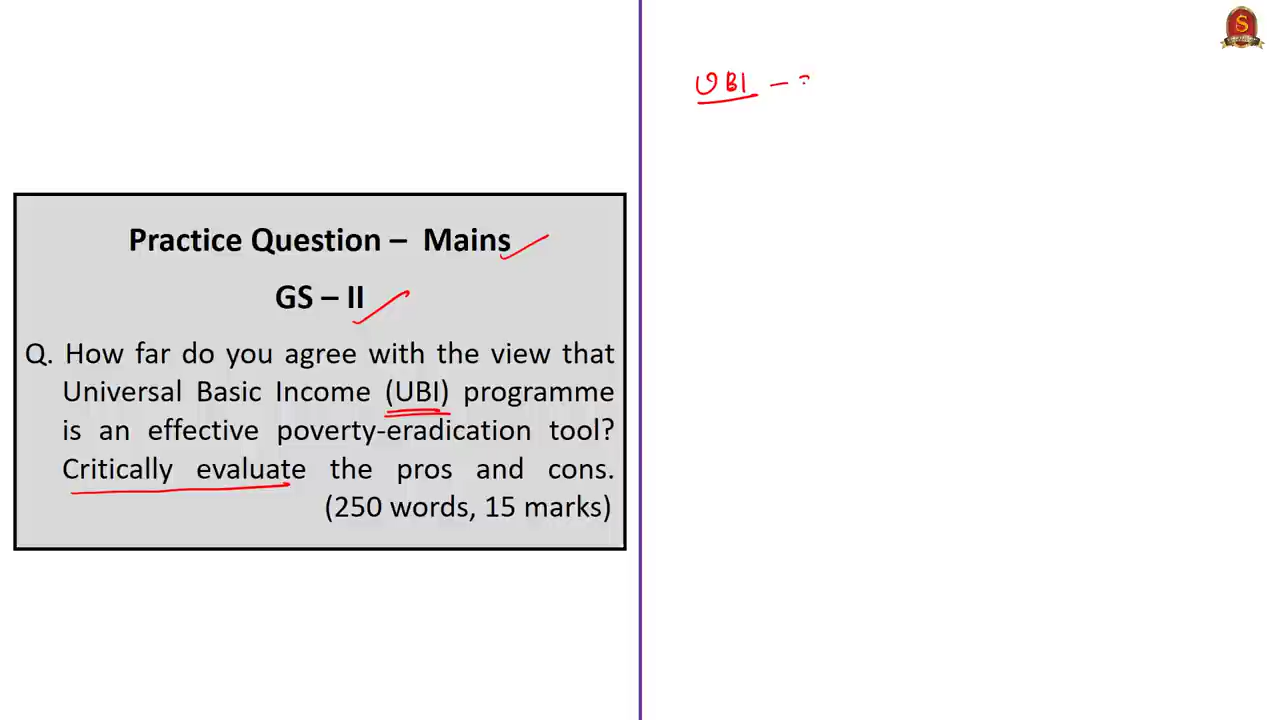 Practice Question – Mains
GS – II
Q. How far do you agree with the view that
Universal Basic Income (UBI) programme
is an effective poverty-eradication tool?
Critically evaluate the pros and cons.
(250 words, 15 marks)
UBI – ?
S